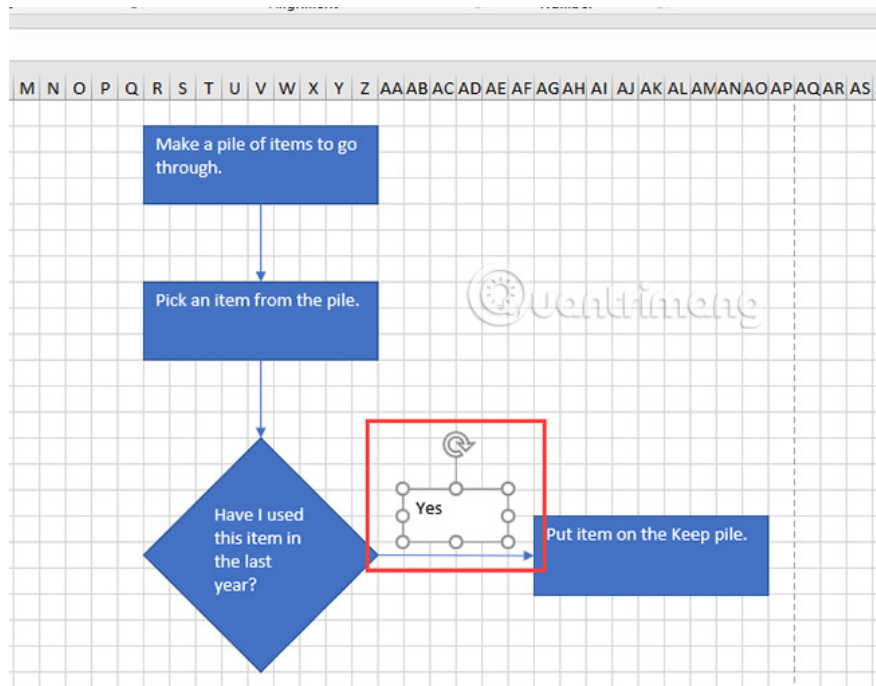 M N O P Q R S T U V W X Y Z AA AB AC AD AE AF AG AH AI AJ AK AL AM AN AO AP AQ AR AS
Make a pile of items to go
through.
Pick an item from the pile.
Quantrimang
Have I used
this item in
the last
year?
Yes
Put item on the Keep pile.